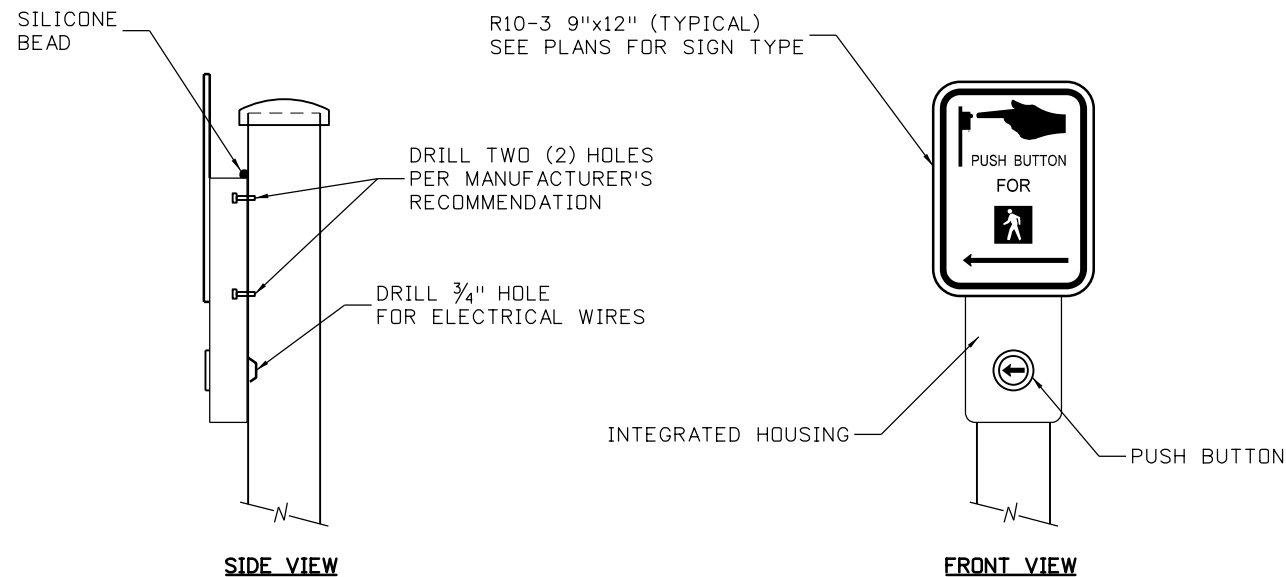 SILICONE
BEAD
R10-3 9"x12" (TYPICAL)
SEE PLANS FOR SIGN TYPE
DRILL TWO (2) HOLES
PER MANUFACTURER'S
RECOMMENDATION
DRILL ¾" HOLE
FOR ELECTRICAL WIRES
PUSH BUTTON
FOR
INTEGRATED HOUSING
PUSH BUTTON
N
N
SIDE VIEW
FRONT VIEW